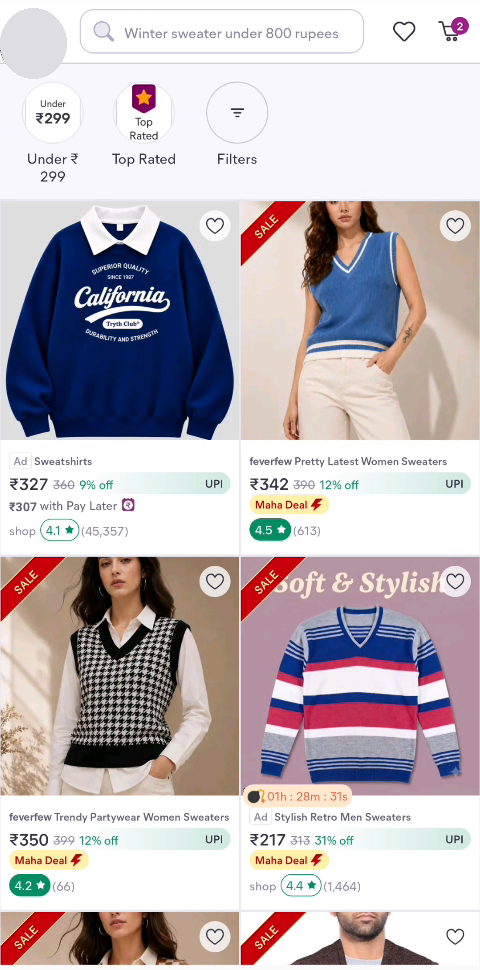 Winter sweater under 800 rupees
2
Under
₹299
Top
Rated
Under ₹
299
Top Rated
Filters
SUPERIOR QUALITY
SINCE 1987
California
Tryth Club®
DURABILITY AND STRENGTH
SALE
Ad Sweatshirts
₹327 360 9% off UPI
₹307 with Pay Later
shop 4.1 ★ (45,357)
feverfew Pretty Latest Women Sweaters
₹342 390 12% off UPI
Maha Deal
4.5 ★ (613)
SALE
SALE
Soft & Stylish
01h : 28m : 31s
feverfew Trendy Partywear Women Sweaters
₹350 399 12% off UPI
Maha Deal
4.2 ★ (66)
Ad Stylish Retro Men Sweaters
₹217 313 31% off UPI
Maha Deal
shop 4.4 ★ (1,464)
SALE
SALE